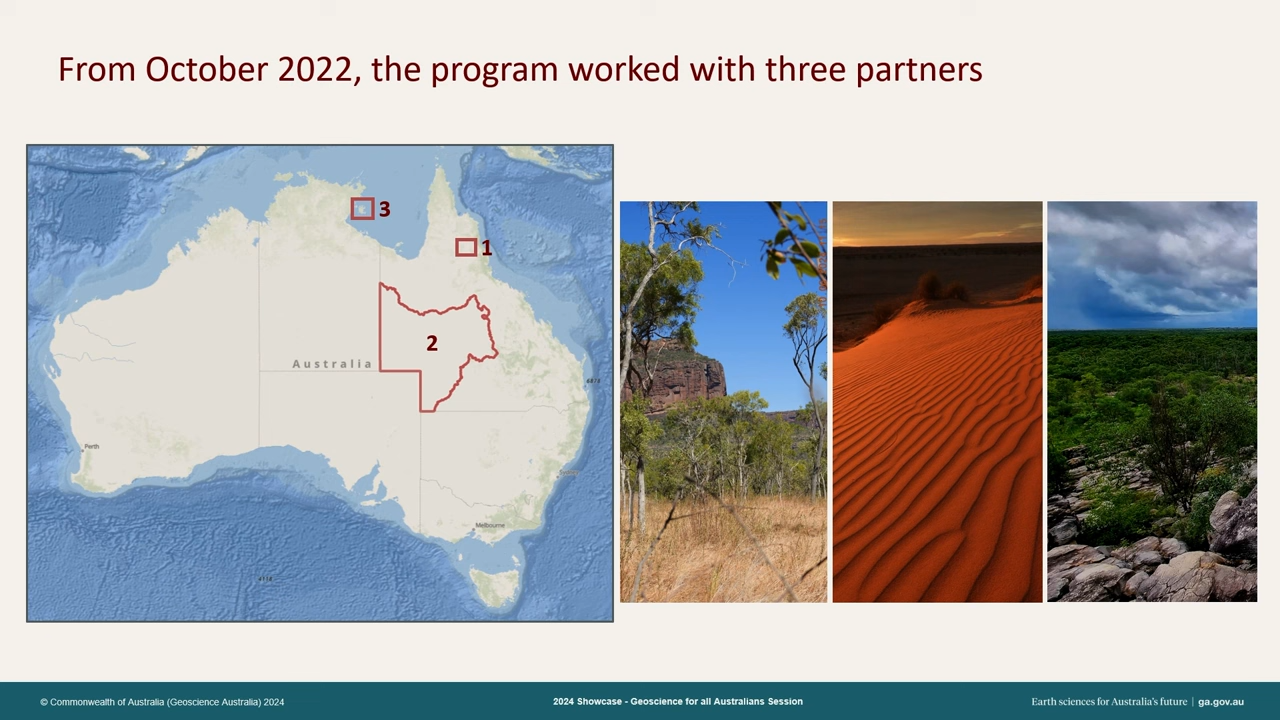 From October 2022, the program worked with three partners
3
1
2
Australia
Perth
Sydney
Melbourne
© Commonwealth of Australia (Geoscience Australia) 2024
2024 Showcase - Geoscience for all Australians Session
Earth sciences for Australia's future | ga.gov.au